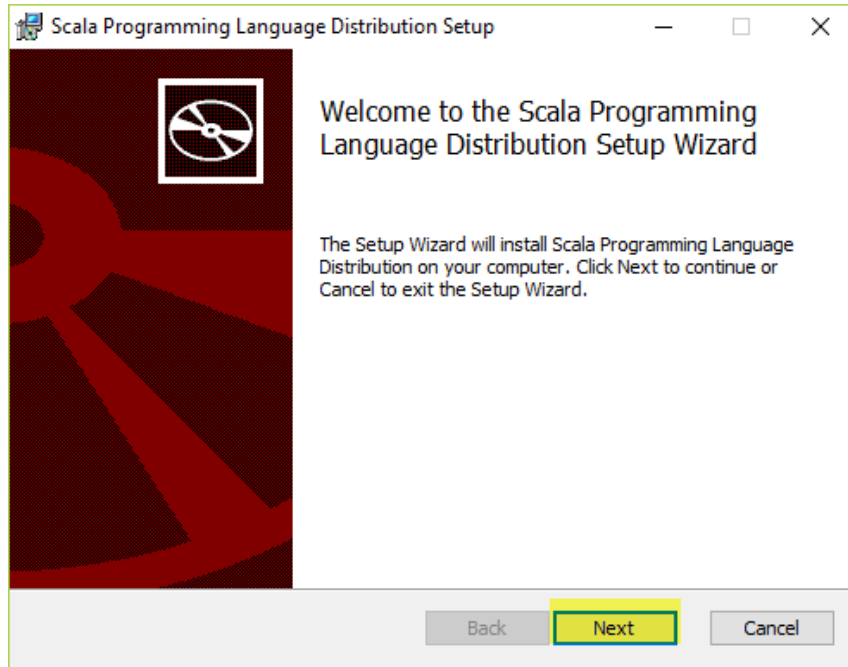 Scala Programming Language Distribution Setup
Welcome to the Scala Programming
Language Distribution Setup Wizard
The Setup Wizard will install Scala Programming Language
Distribution on your computer. Click Next to continue or
Cancel to exit the Setup Wizard.
Back Next Cancel